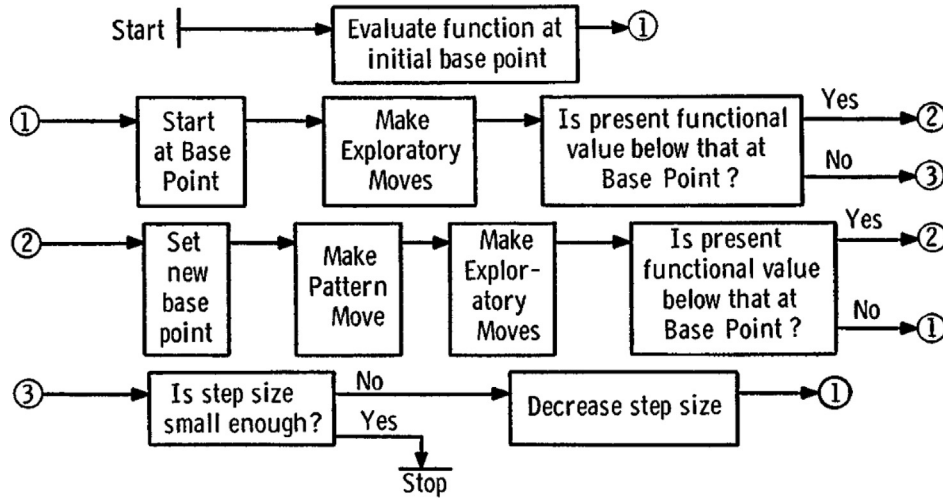 Start
Evaluate function at
initial base point
①
①
Start
at Base
Point
Make
Exploratory
Moves
Is present functional
value below that at
Base Point ?
Yes
②
No
③
②
Set
new
base
point
Make
Pattern
Move
Make
Explor-
atory
Moves
Is present
functional value
below that at
Base Point ?
Yes
②
No
①
③
Is step size
small enough?
No
Yes
Stop
Decrease step size
①